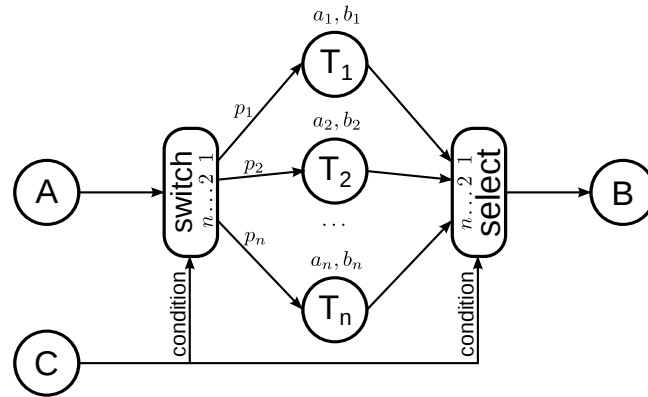 a₁, b₁
T₁
p₁
a₂, b₂
A
switch
n...2 1
p₂
T₂
n...2 1
select
B
...
pₙ
aₙ, bₙ
Tₙ
condition
condition
C